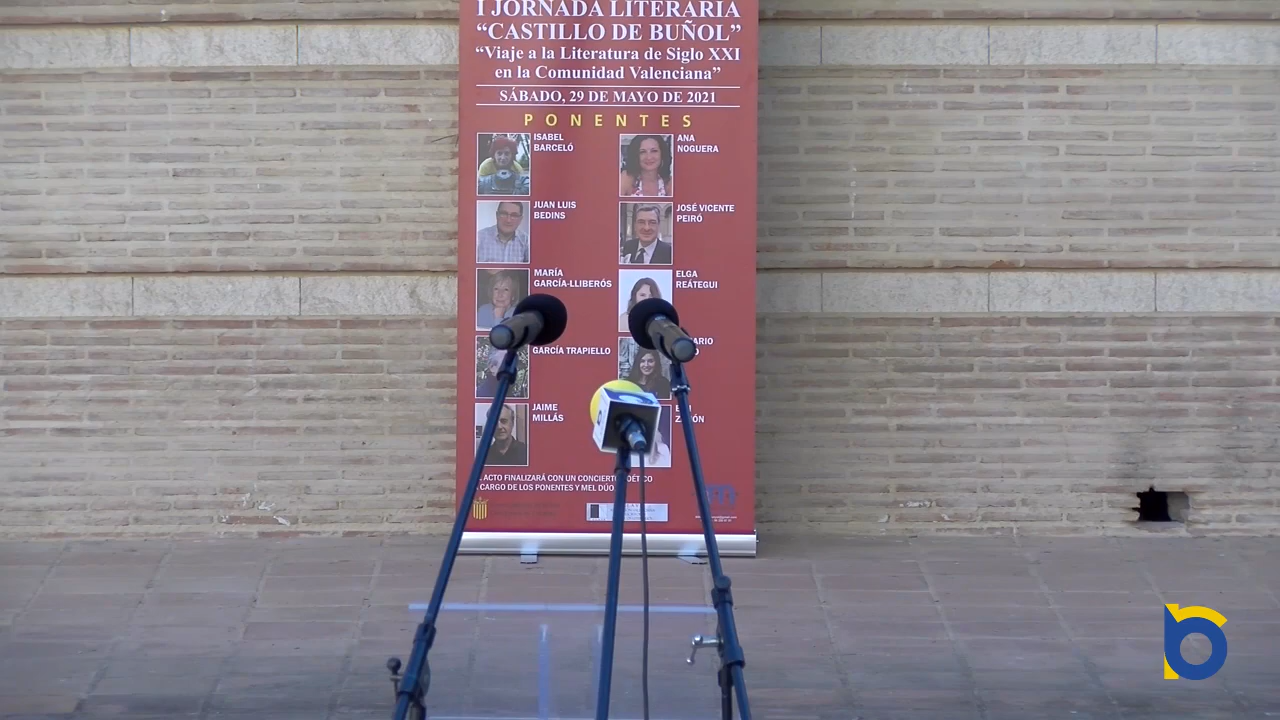 I JORNADA LITERARIA
“CASTILLO DE BUÑOL”
“Viaje a la Literatura de Siglo XXI
en la Comunidad Valenciana”
SÁBADO, 29 DE MAYO DE 2021
PONENTES
ISABEL
BARCELÓ
ANA
NOGUERA
JUAN LUIS
BEDINS
JOSÉ VICENTE
PEIRÓ
MARÍA
GARCÍA-LLIBERÓS
ELGA
REÁTEGUI
GARCÍA TRAPIELLO
JAIME
MILLÁS
ACTO FINALIZARÁ CON UN CONCIERTO POÉTICO
CARGO DE LOS PONENTES Y MEL DÚO